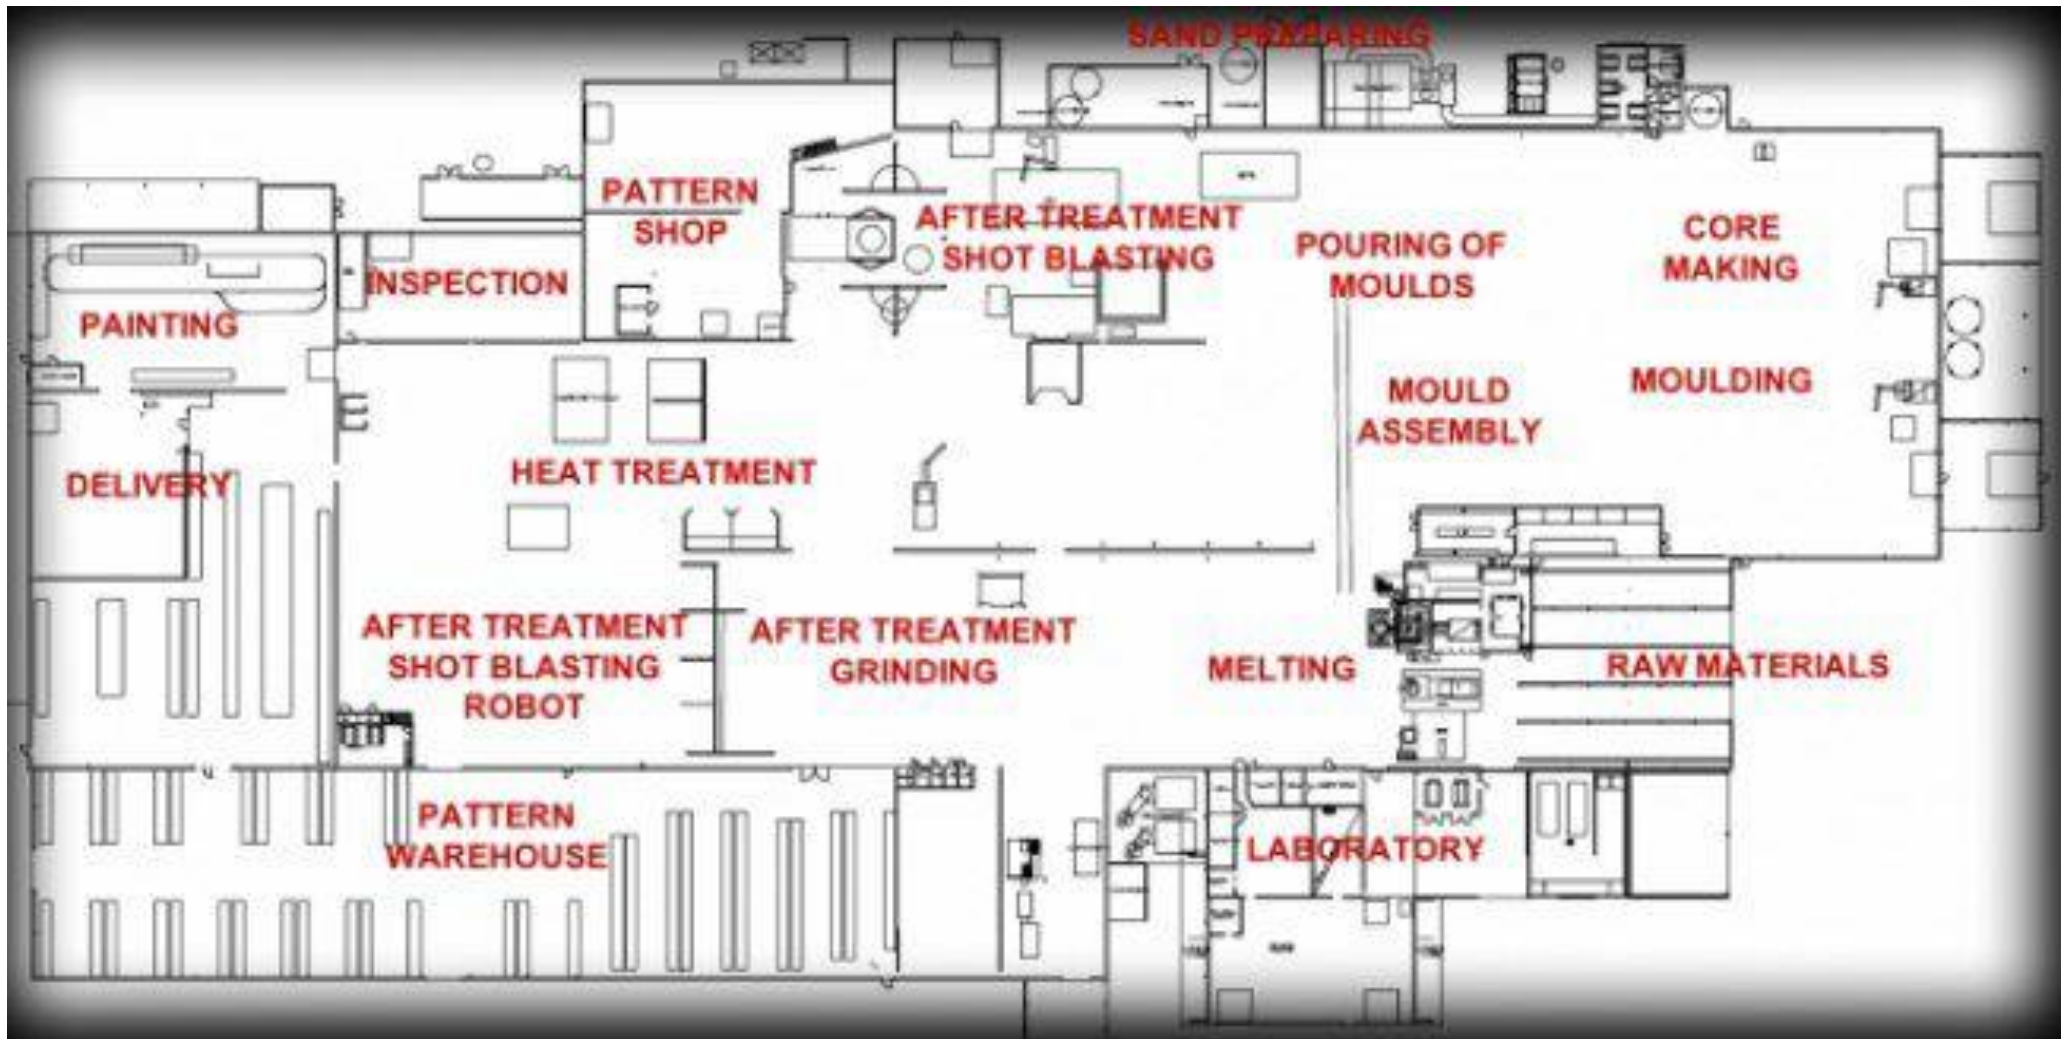 SAND PREPARING
PATTERN
SHOP
AFTER TREATMENT
SHOT BLASTING
POURING OF
MOULDS
CORE
MAKING
INSPECTION
PAINTING
MOULD
ASSEMBLY
MOULDING
DELIVERY
HEAT TREATMENT
AFTER TREATMENT
SHOT BLASTING
ROBOT
AFTER TREATMENT
GRINDING
MELTING
RAW MATERIALS
PATTERN
WAREHOUSE
LABORATORY